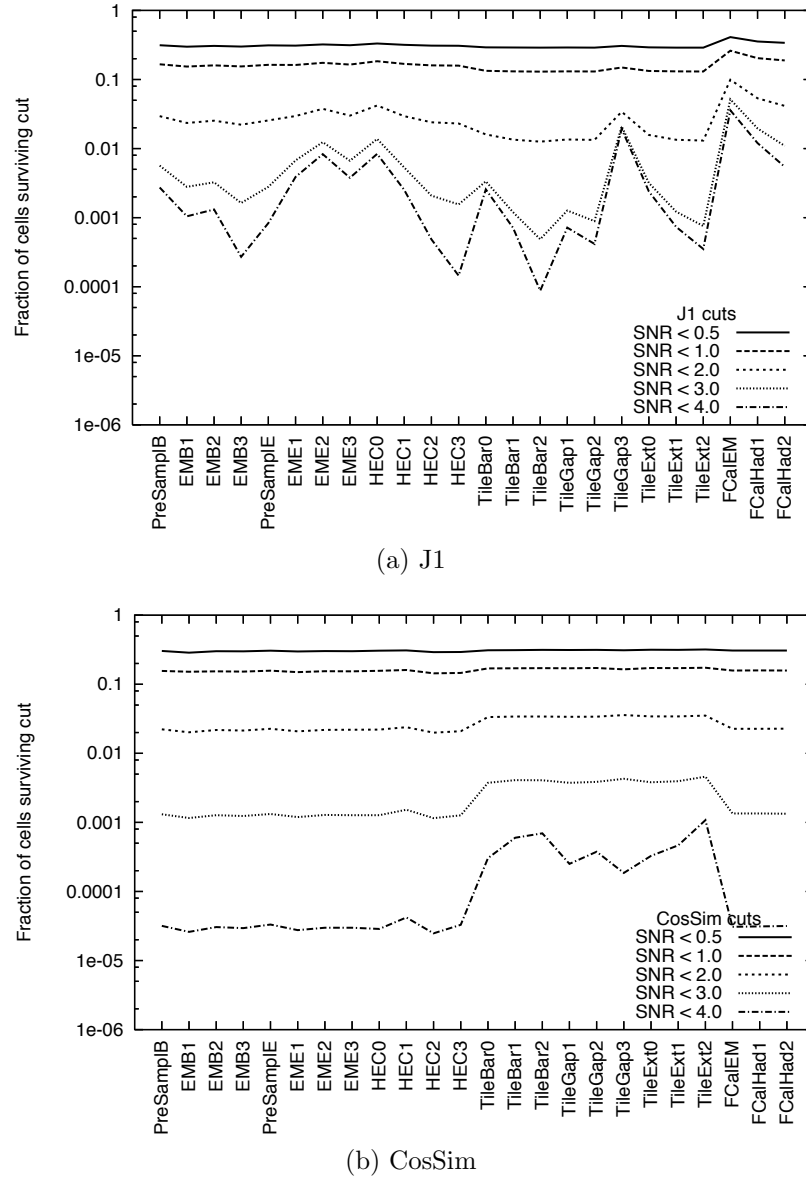 1
0.1
0.01
0.001
0.0001
1e-05
1e-06
Fraction of cells surviving cut
J1 cuts
SNR < 0.5
SNR < 1.0
SNR < 2.0
SNR < 3.0
SNR < 4.0
PreSamplB
EMB1
EMB2
EMB3
PreSamplE
EME1
EME2
EME3
HEC0
HEC1
HEC2
HEC3
TileBar0
TileBar1
TileBar2
TileGap1
TileGap2
TileGap3
TileExt0
TileExt1
TileExt2
FCalEM
FCalHad1
FCalHad2
(a) J1
1
0.1
0.01
0.001
0.0001
1e-05
1e-06
Fraction of cells surviving cut
CosSim cuts
SNR < 0.5
SNR < 1.0
SNR < 2.0
SNR < 3.0
SNR < 4.0
PreSamplB
EMB1
EMB2
EMB3
PreSamplE
EME1
EME2
EME3
HEC0
HEC1
HEC2
HEC3
TileBar0
TileBar1
TileBar2
TileGap1
TileGap2
TileGap3
TileExt0
TileExt1
TileExt2
FCalEM
FCalHad1
FCalHad2
(b) CosSim